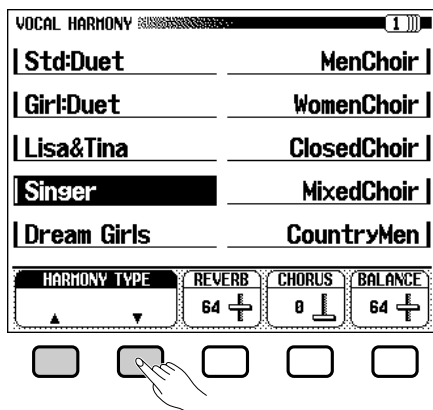 VOCAL HARMONY 1
Std:Duet MenChoir
Girl:Duet WomenChoir
Lisa&Tina ClosedChoir
Singer MixedChoir
Dream Girls CountryMen
HARMONY TYPE REVERB CHORUS BALANCE
▲ ▼ 64 0 64